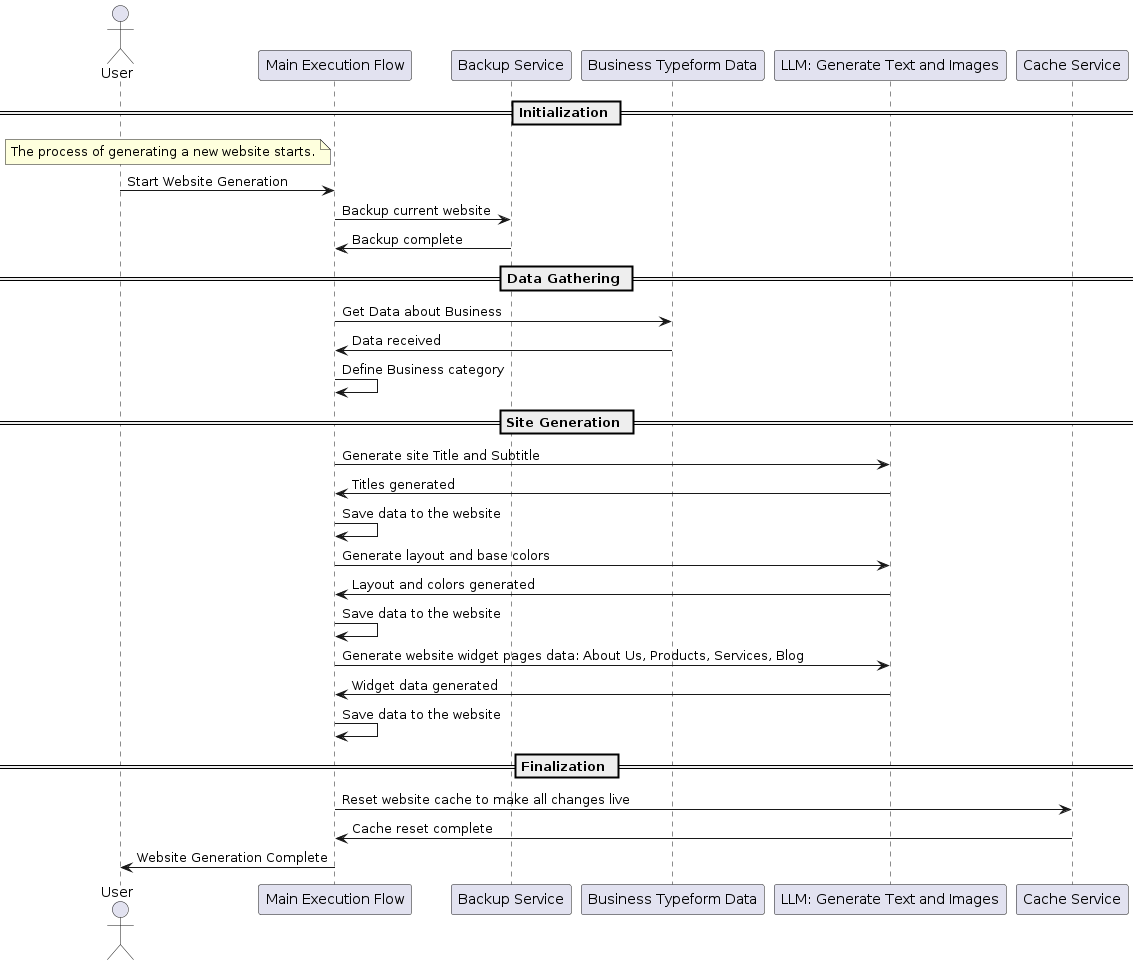 User
Main Execution Flow
Backup Service
Business Typeform Data
LLM: Generate Text and Images
Cache Service
Initialization
The process of generating a new website starts.
Start Website Generation
Backup current website
Backup complete
Data Gathering
Get Data about Business
Data received
Define Business category
Site Generation
Generate site Title and Subtitle
Titles generated
Save data to the website
Generate layout and base colors
Layout and colors generated
Save data to the website
Generate website widget pages data: About Us, Products, Services, Blog
Widget data generated
Save data to the website
Finalization
Reset website cache to make all changes live
Cache reset complete
Website Generation Complete
User
Main Execution Flow
Backup Service
Business Typeform Data
LLM: Generate Text and Images
Cache Service